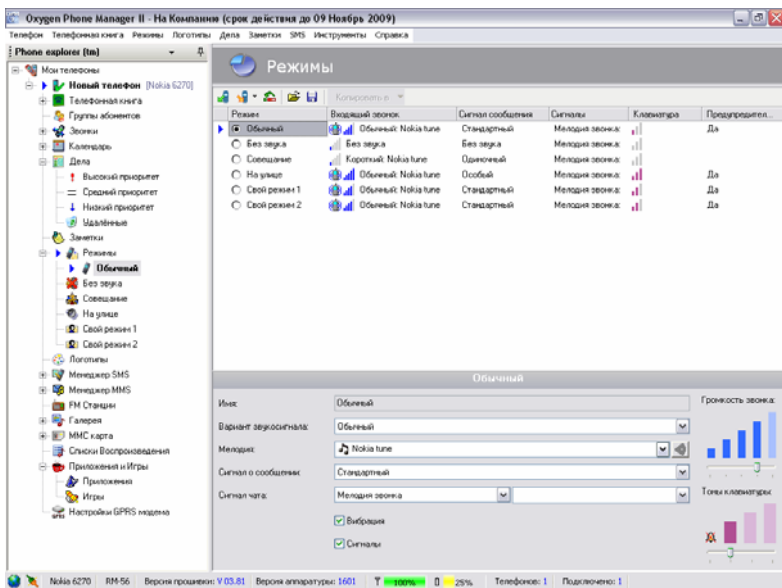 Oxygen Phone Manager II - На Компанию (срок действия до 09 Ноябрь 2009)
Телефон Телефонная книга Режимы Логотипы Дела Заметки SMS Инструменты Справка
Phone explorer (tm)
Мои телефоны
Новый телефон [Nokia 6270]
Телефонная книга
Группы абонентов
Звонки
Календарь
Дела
Высокий приоритет
Средний приоритет
Низкий приоритет
Удалённые
Заметки
Режимы
Обычный
Без звука
Совещание
На улице
Свой режим 1
Свой режим 2
Логотипы
Менеджер SMS
Менеджер MMS
FM Станции
Галерея
MMC карта
Списки Воспроизведения
Приложения и Игры
Приложения
Игры
Настройки GPRS модема
Режимы
Копировать в
Режим Входящий звонок Сигнал сообщения Сигналы Клавиатура Предупредител...
Обычный Обычный: Nokia tune Стандартный Мелодия звонка: Да
Без звука Без звука Без звука Мелодия звонка:
Совещание Короткий: Nokia tune Одиночный Мелодия звонка:
На улице Обычный: Nokia tune Особый Мелодия звонка: Да
Свой режим 1 Обычный: Nokia tune Стандартный Мелодия звонка: Да
Свой режим 2 Обычный: Nokia tune Стандартный Мелодия звонка: Да
Обычный
Имя: Обычный
Вариант звукосигнала: Обычный
Мелодия: Nokia tune
Сигнал о сообщении: Стандартный
Сигнал чата: Мелодия звонка
Вибрация
Сигналы
Громкость звонка:
Тоны клавиатуры:
Nokia 6270 RM-56 Версия прошивки: V 03.81 Версия аппаратуры: 1601 100% 25% Телефонов: 1 Подключено: 1